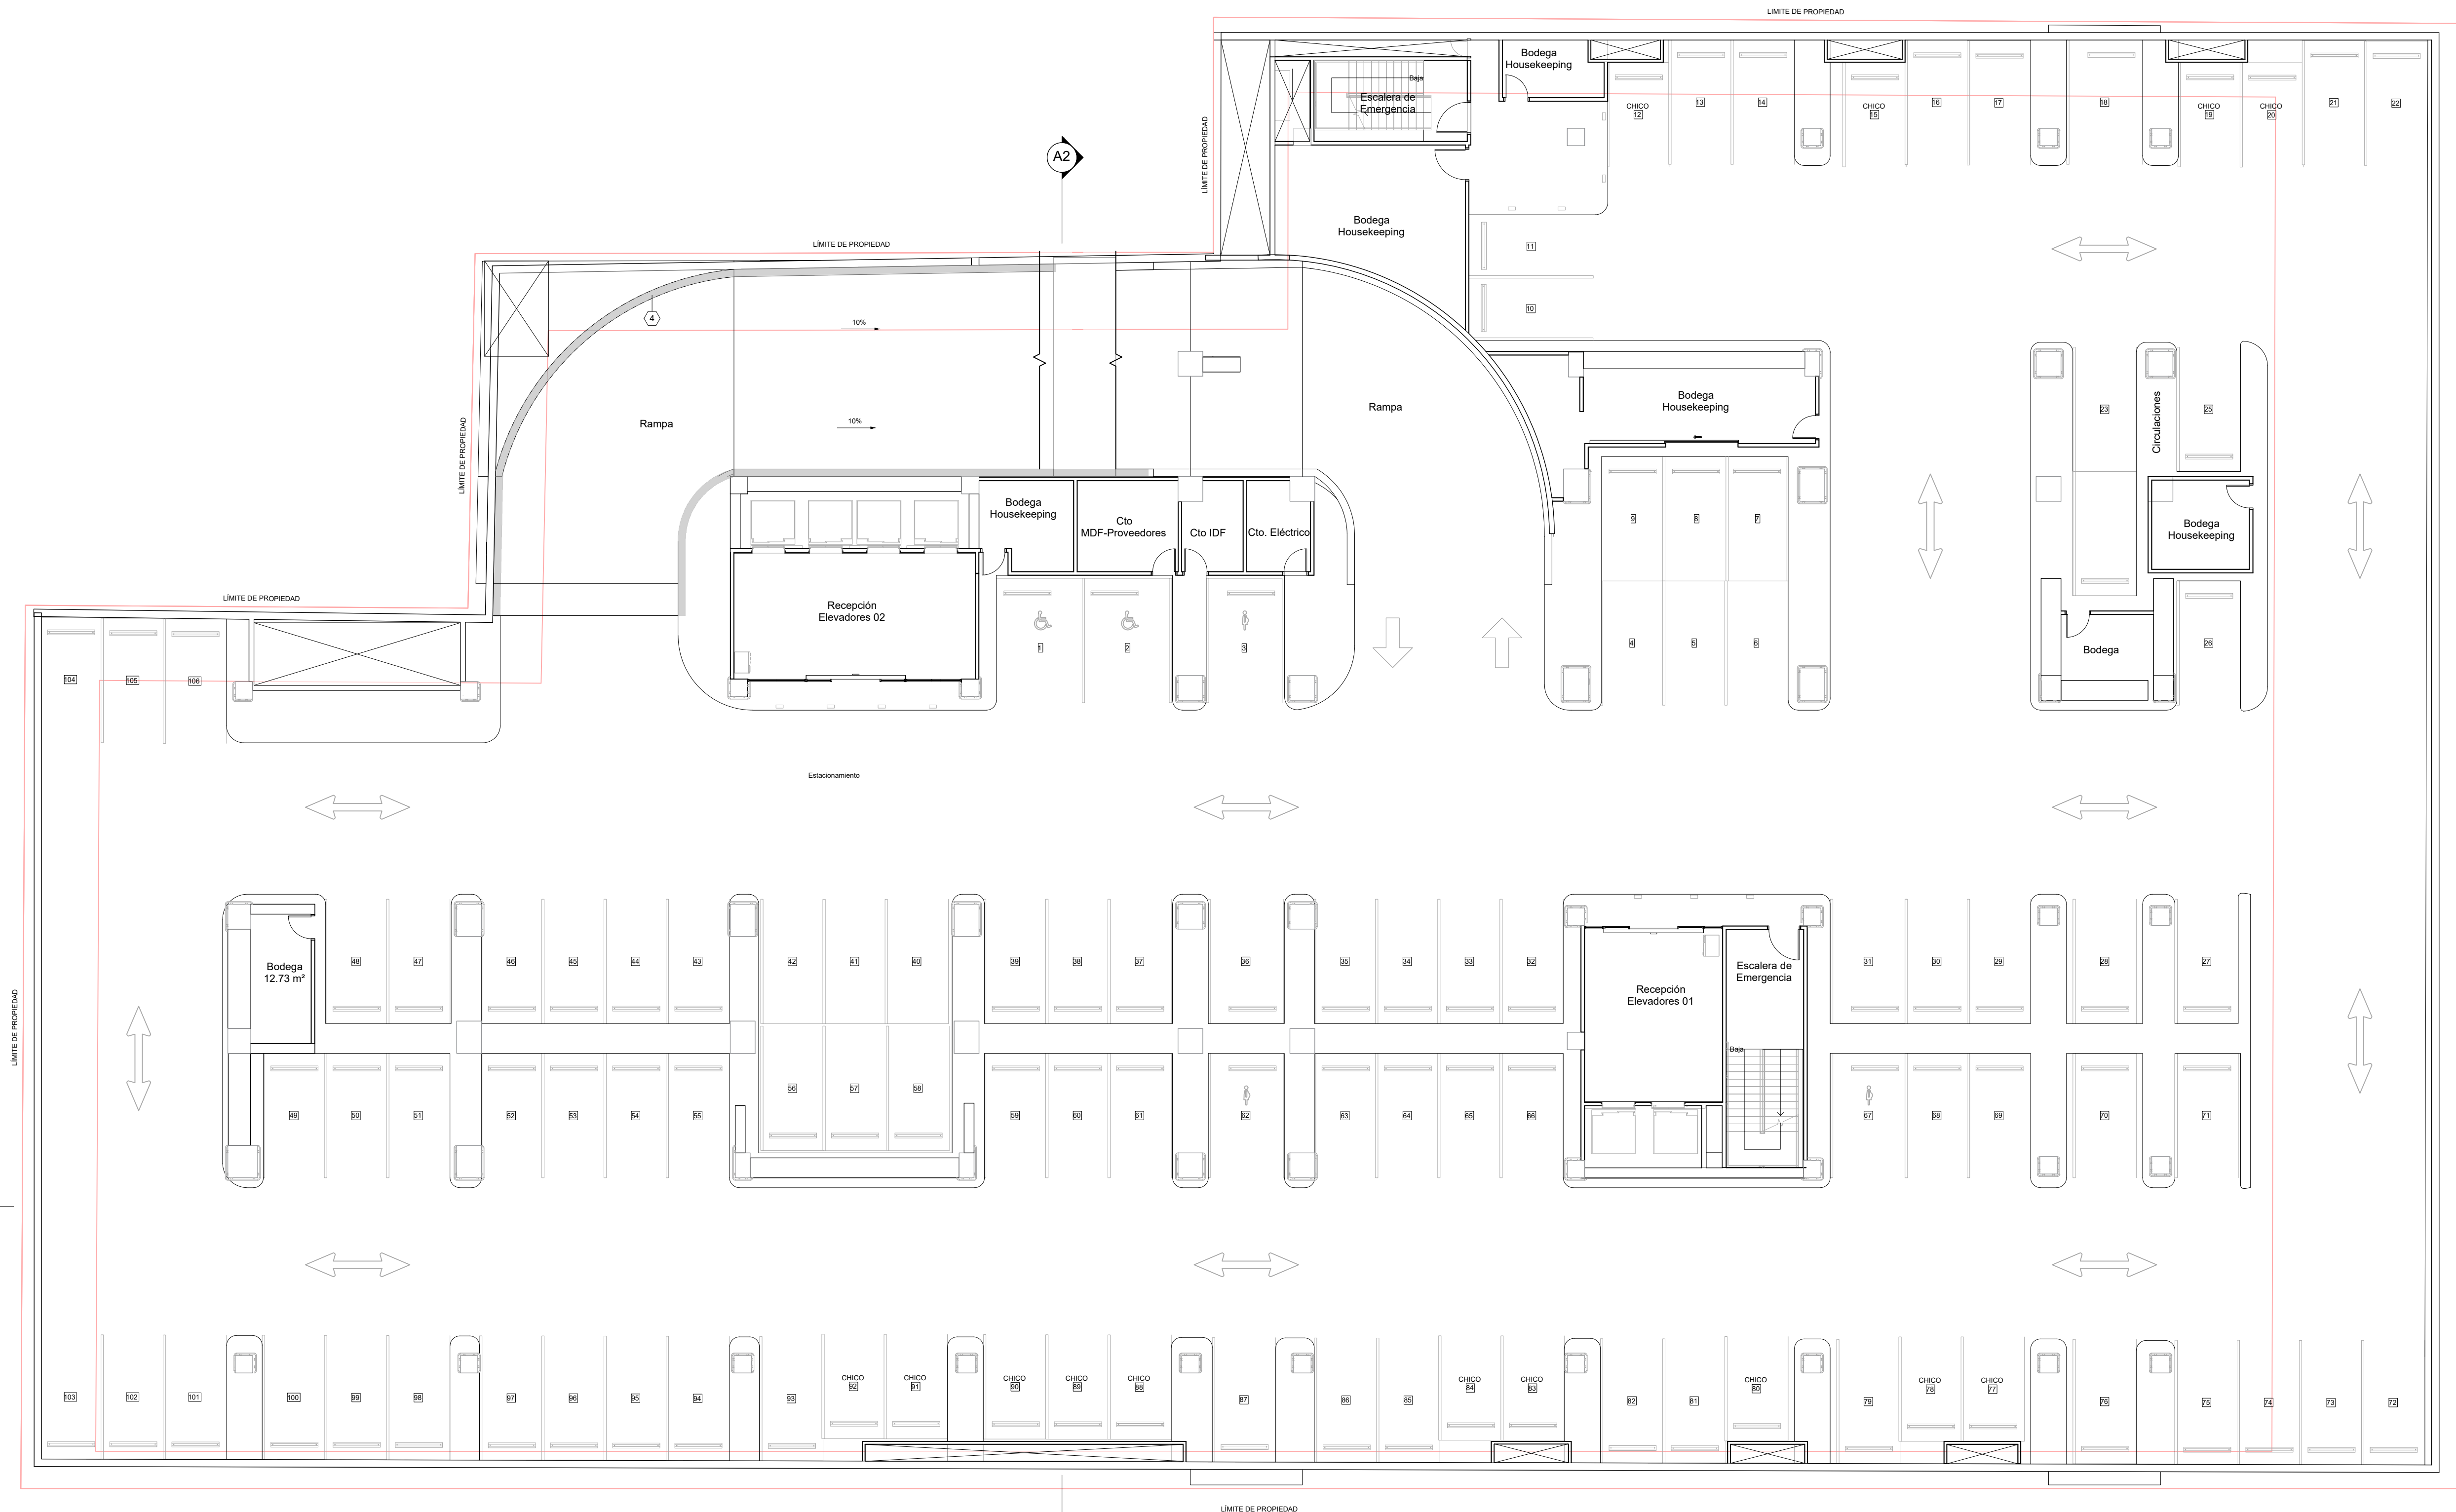 LIMITE DE PROPIEDAD
Bodega
Housekeeping
Baja
Escalera de
Emergencia
CHICO
12
13
14
CHICO
15
16
17
18
CHICO
19
CHICO
20
21
22
A2
LÍMITE DE PROPIEDAD
LÍMITE DE PROPIEDAD
Bodega
Housekeeping
11
10
4
10%
10%
Rampa
Rampa
LÍMITE DE PROPIEDAD
Bodega
Housekeeping
23
Circulaciones
25
Bodega
Housekeeping
Cto
MDF-Proveedores
Cto IDF
Cto. Eléctrico
9
8
7
Bodega
Housekeeping
LÍMITE DE PROPIEDAD
Recepción
Elevadores 02
1
2
3
4
5
6
Bodega
26
104
105
106
Estacionamiento
LÍMITE DE PROPIEDAD
Bodega
12.73 m²
48
47
46
45
44
43
42
41
40
39
38
37
36
35
34
33
32
Recepción
Elevadores 01
Escalera de
Emergencia
Baja
31
30
29
28
27
49
50
51
52
53
54
55
56
57
58
59
60
61
62
63
64
65
66
67
68
69
70
71
103
102
101
100
99
98
97
96
95
94
93
CHICO
92
CHICO
91
CHICO
90
CHICO
89
CHICO
88
87
86
85
CHICO
84
CHICO
83
82
81
CHICO
80
79
CHICO
78
CHICO
77
76
75
74
73
72
LÍMITE DE PROPIEDAD